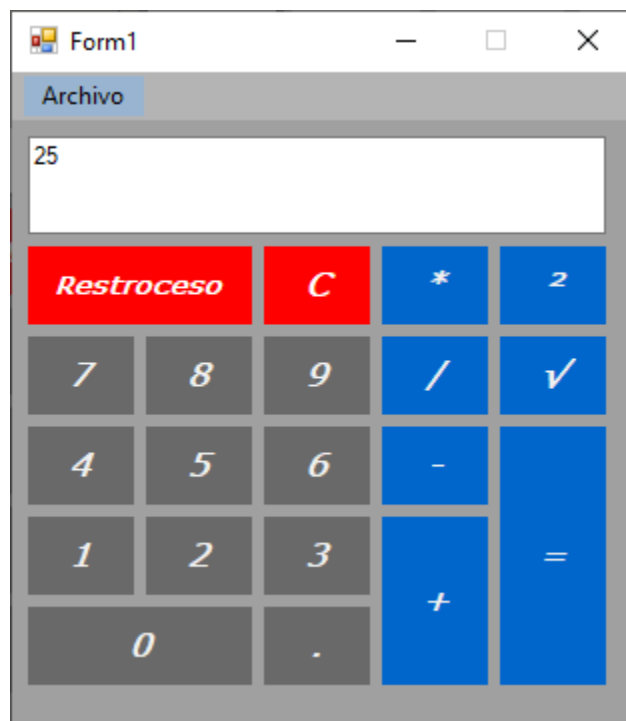 Form1
Archivo
25
Restroceso C * ²
7 8 9 / √
4 5 6 -
1 2 3 + =
0 .